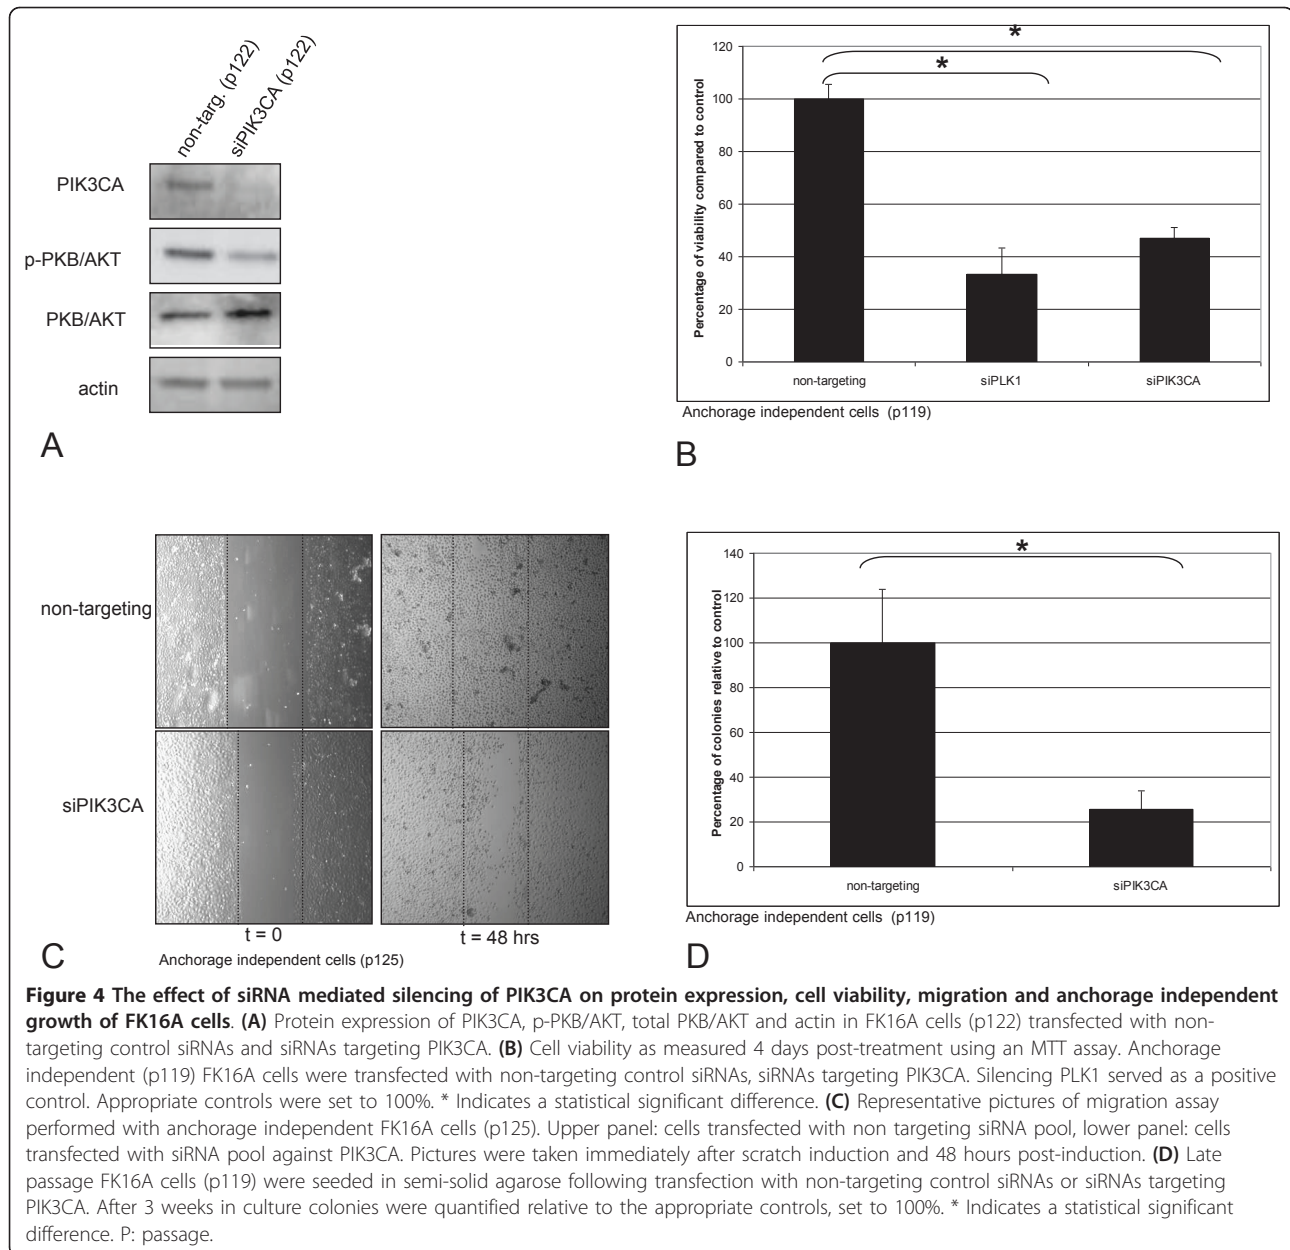 non-targ. (p122)
siPIK3CA (p122)
PIK3CA
p-PKB/AKT
PKB/AKT
actin
A
Percentage of viability compared to control
120
100
80
60
40
20
0
*
*
non-targeting
siPLK1
siPIK3CA
Anchorage independent cells (p119)
B
non-targeting
siPIK3CA
t = 0
t = 48 hrs
C
Anchorage independent cells (p125)
Percentage of colonies relative to control
140
120
100
80
60
40
20
0
*
non-targeting
siPIK3CA
Anchorage independent cells (p119)
D
Figure 4 The effect of siRNA mediated silencing of PIK3CA on protein expression, cell viability, migration and anchorage independent
growth of FK16A cells. (A) Protein expression of PIK3CA, p-PKB/AKT, total PKB/AKT and actin in FK16A cells (p122) transfected with non-
targeting control siRNAs and siRNAs targeting PIK3CA. (B) Cell viability as measured 4 days post-treatment using an MTT assay. Anchorage
independent (p119) FK16A cells were transfected with non-targeting control siRNAs, siRNAs targeting PIK3CA. Silencing PLK1 served as a positive
control. Appropriate controls were set to 100%. * Indicates a statistical significant difference. (C) Representative pictures of migration assay
performed with anchorage independent FK16A cells (p125). Upper panel: cells transfected with non targeting siRNA pool, lower panel: cells
transfected with siRNA pool against PIK3CA. Pictures were taken immediately after scratch induction and 48 hours post-induction. (D) Late
passage FK16A cells (p119) were seeded in semi-solid agarose following transfection with non-targeting control siRNAs or siRNAs targeting
PIK3CA. After 3 weeks in culture colonies were quantified relative to the appropriate controls, set to 100%. * Indicates a statistical significant
difference. P: passage.